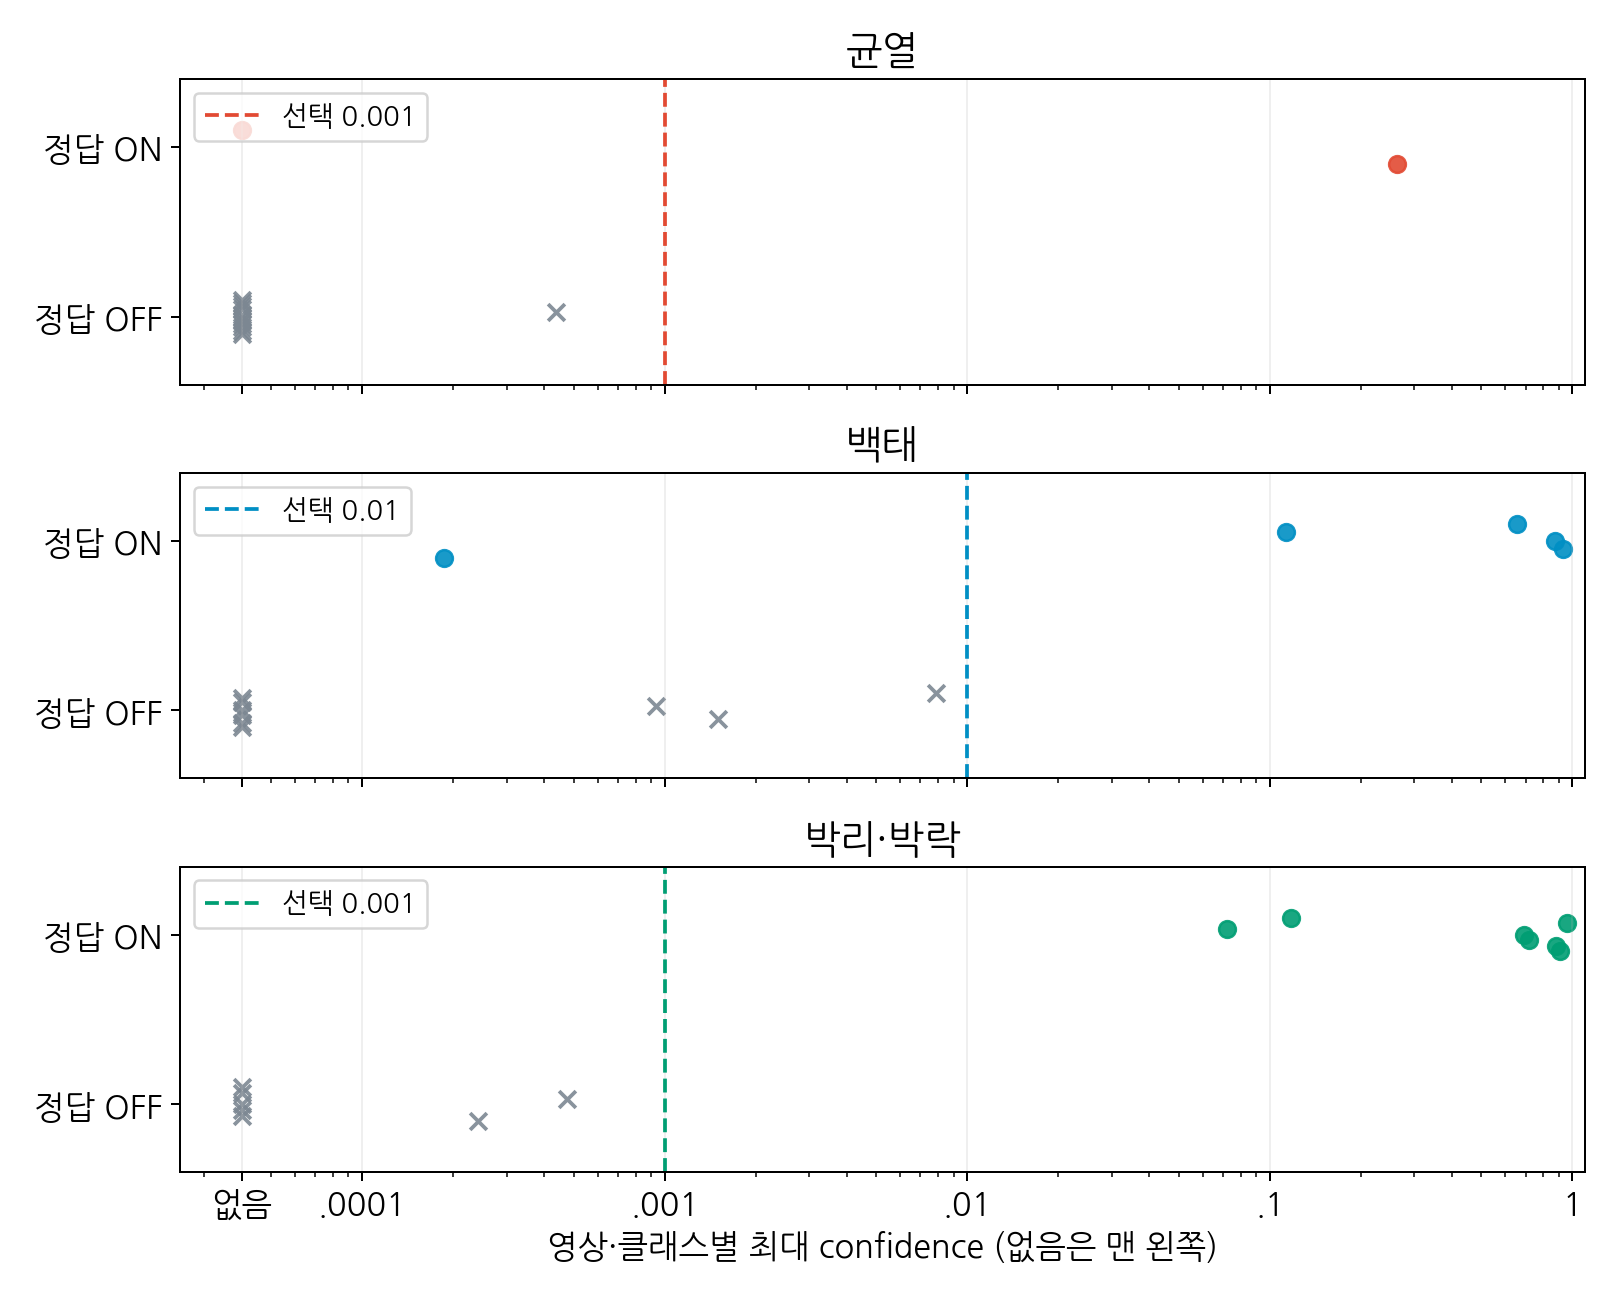 균열
선택 0.001
정답 ON
정답 OFF
백태
선택 0.01
정답 ON
정답 OFF
박리·박락
선택 0.001
정답 ON
정답 OFF
없음 .0001 .001 .01 .1 1
영상·클래스별 최대 confidence (없음은 맨 왼쪽)